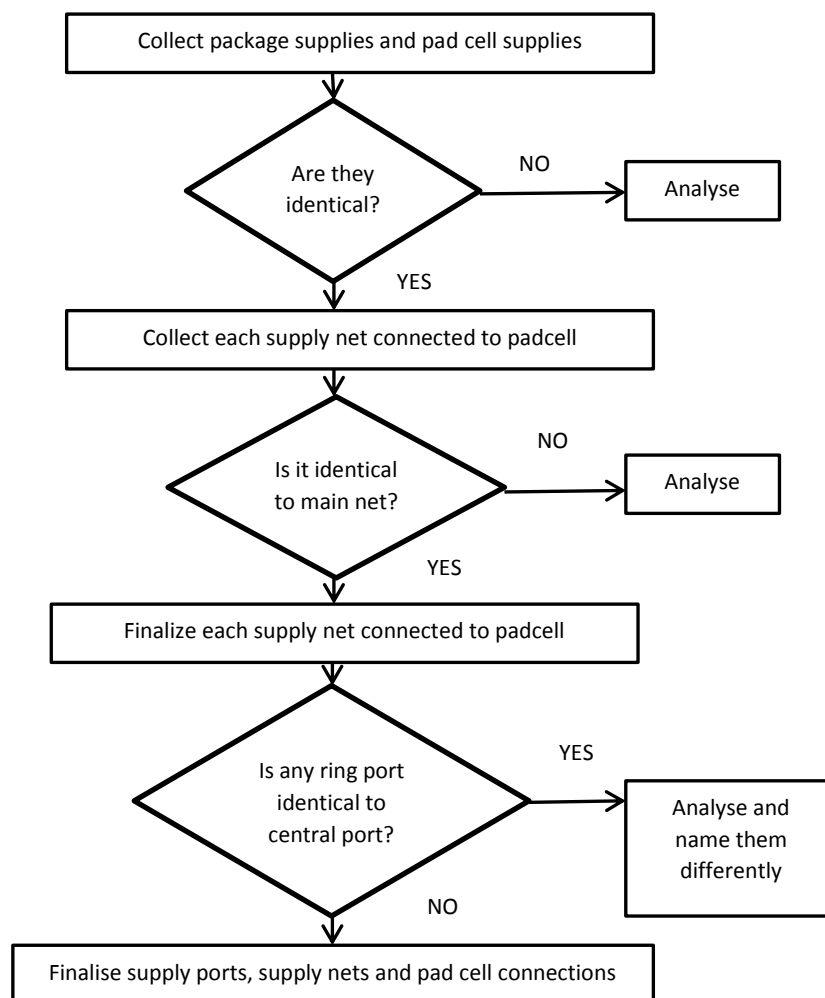 Collect package supplies and pad cell supplies
Are they
identical?
NO
Analyse
YES
Collect each supply net connected to padcell
Is it identical
to main net?
NO
Analyse
YES
Finalize each supply net connected to padcell
Is any ring port
identical to
central port?
YES
Analyse and
name them
differently
NO
Finalise supply ports, supply nets and pad cell connections